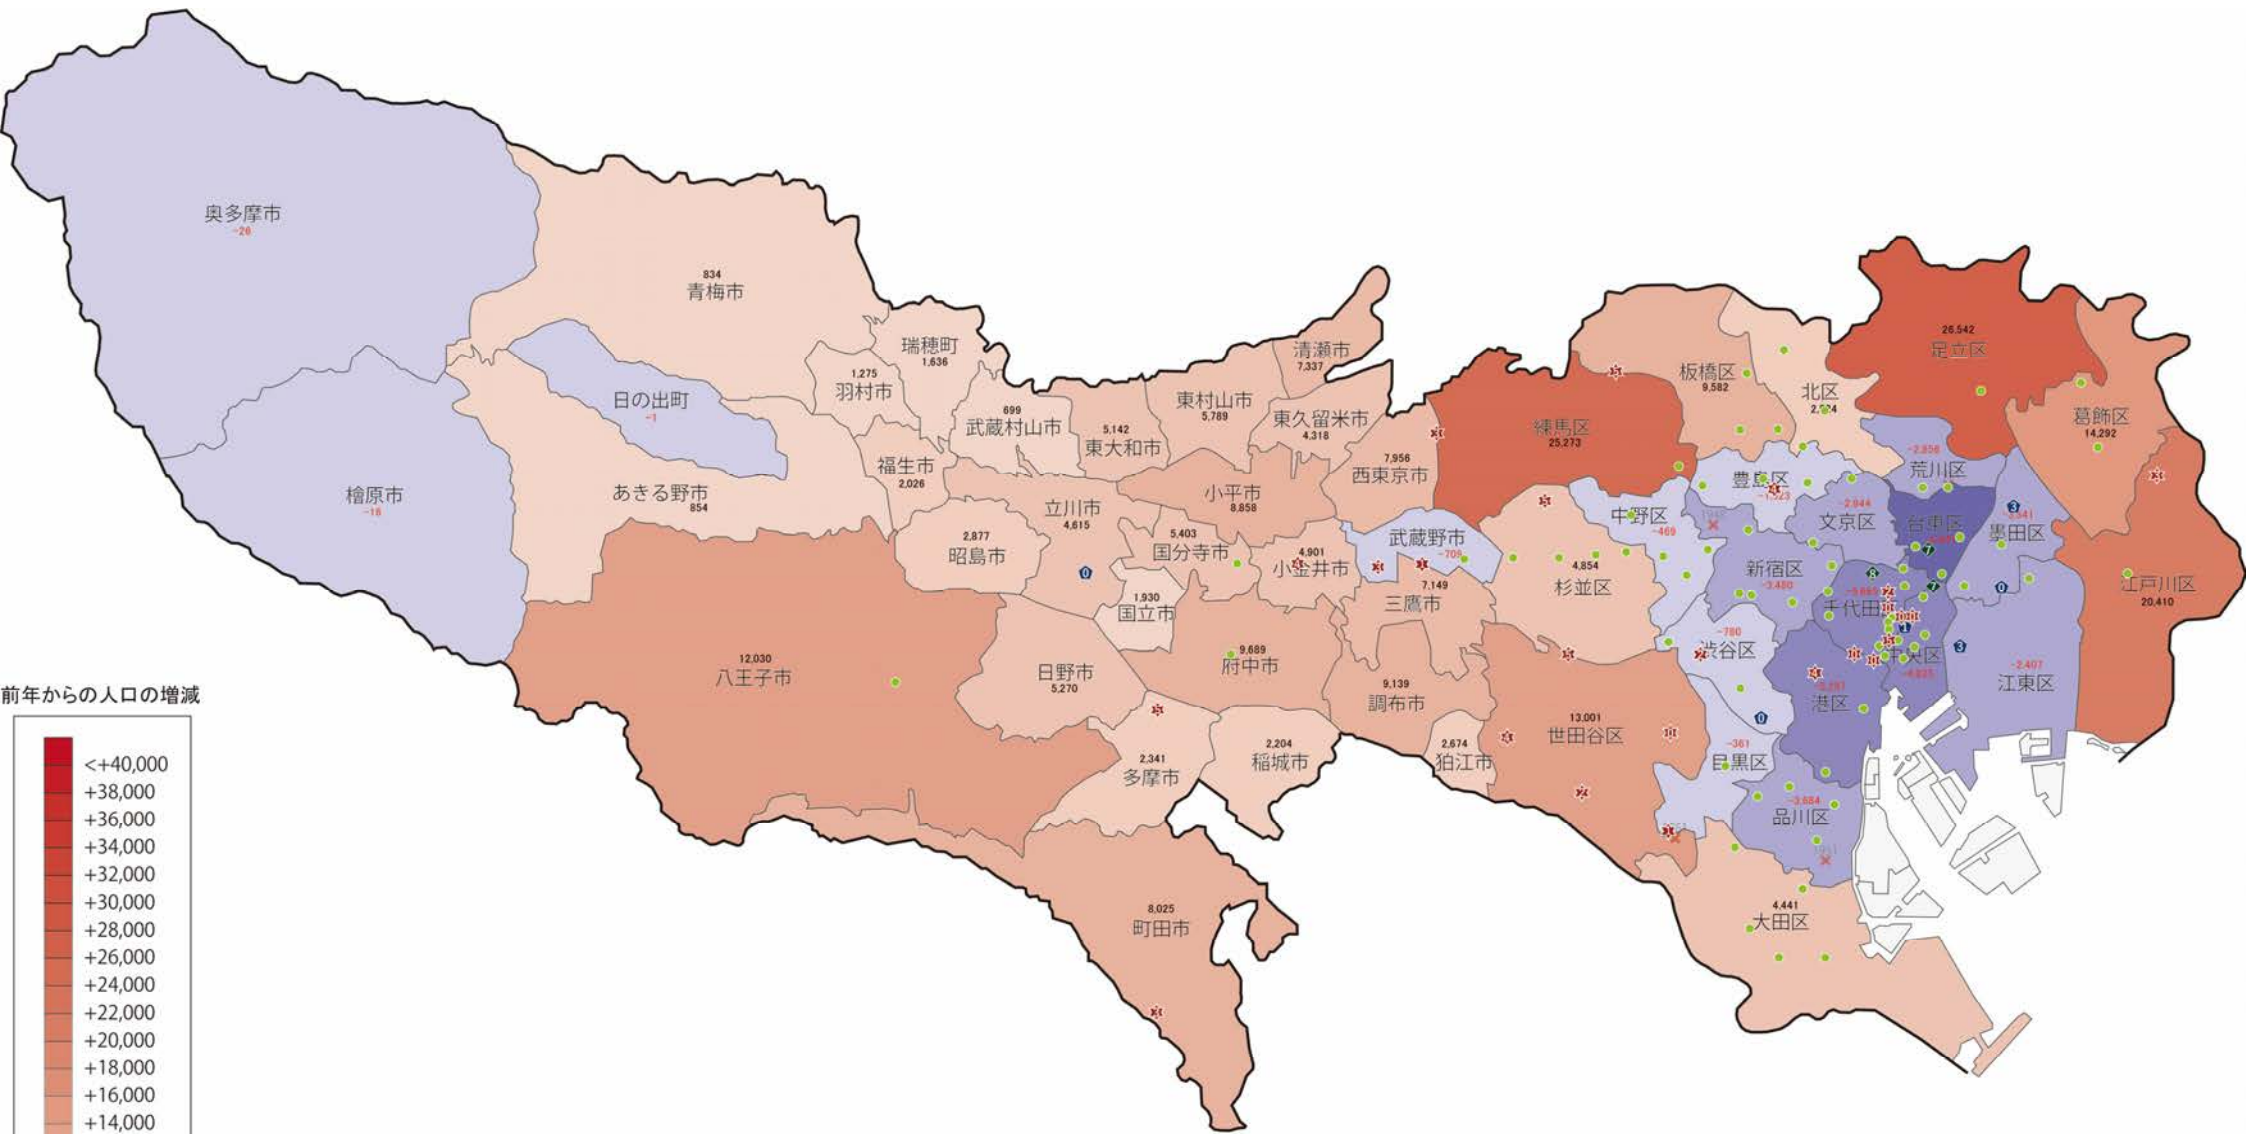 奥多摩市
-26
834
青梅市
瑞穂町
1,636
1,275
羽村市
日の出町
-1
699
武蔵村山市
5,142
東大和市
東村山市
5,789
清瀬市
7,337
東久留米市
4,318
福生市
2,026
檜原市
あきる野市
854
立川市
4,615
小平市
8,858
7,956
西東京市
練馬区
25,273
板橋区
9,582
北区
26,542
足立区
葛飾区
14,292
2,877
昭島市
5,403
国分寺市
4,901
小金井市
武蔵野市
7,149
三鷹市
4,854
杉並区
中野区
-469
豊島区
-2,944
文京区
荒川区
台東区
墨田区
江戸川区
20,410
1,930
国立市
新宿区
千代田
中央区
-780
渋谷区
港区
-2,407
江東区
12,030
八王子市
日野市
5,270
9,689
府中市
9,139
調布市
2,674
狛江市
13,001
世田谷区
-361
目黒区
-3,684
品川区
2,341
多摩市
2,204
稲城市
8,025
町田市
4,441
大田区
前年からの人口の増減
<+40,000
+38,000
+36,000
+34,000
+32,000
+30,000
+28,000
+26,000
+24,000
+22,000
+20,000
+18,000
+16,000
+14,000